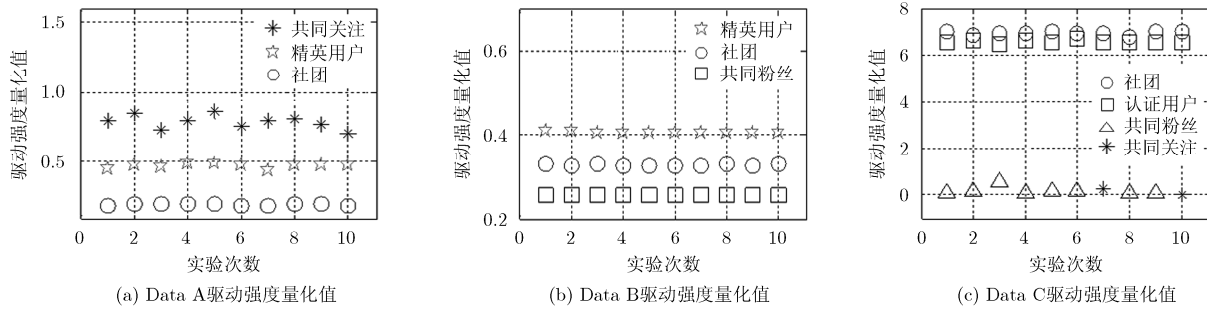 驱动强度量化值
1.5
1.0
0.5
共同关注
精英用户
社团
0 2 4 6 8 10
实验次数
(a) Data A驱动强度量化值
驱动强度量化值
0.6
0.4
0.2
精英用户
社团
共同粉丝
0 2 4 6 8 10
实验次数
(b) Data B驱动强度量化值
驱动强度量化值
8
6
4
2
0
社团
认证用户
共同粉丝
共同关注
0 2 4 6 8 10
实验次数
(c) Data C驱动强度量化值